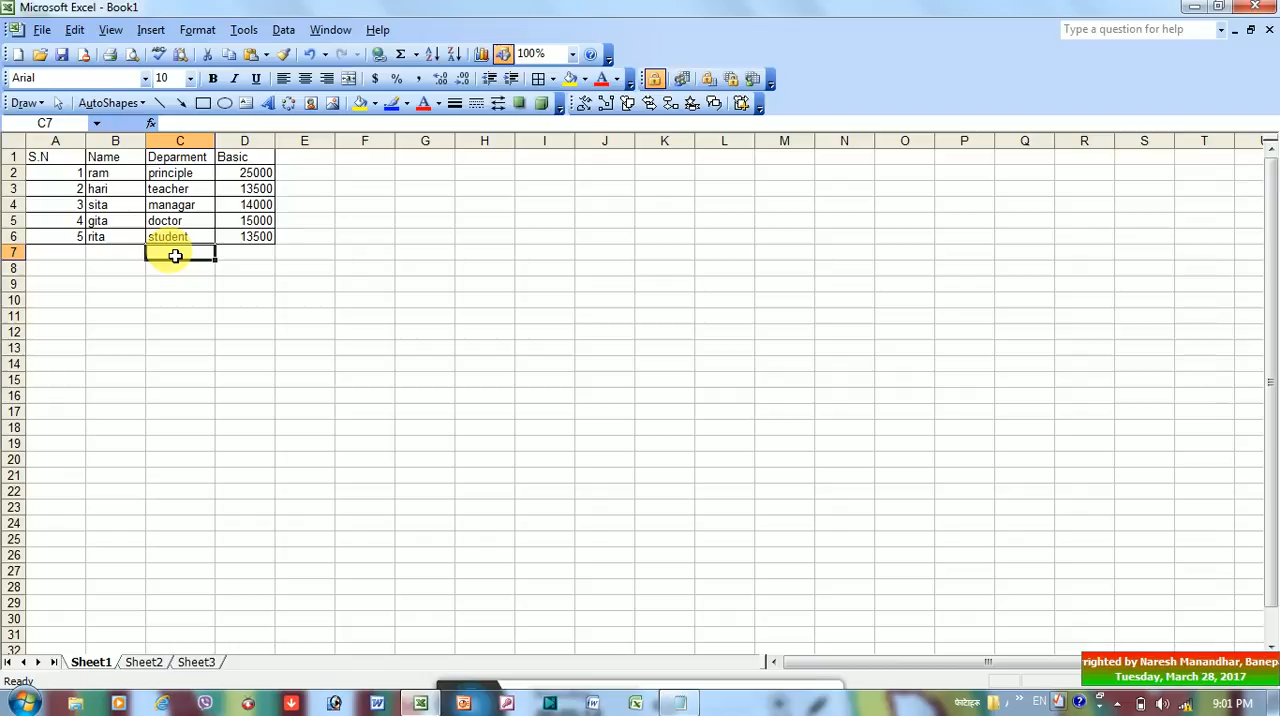 Microsoft Excel - Book1
File Edit View Insert Format Tools Data Window Help
Type a question for help
100%
Arial 10
Draw AutoShapes
C7 fx
A B C D E F G H I J K L M N O P Q R S T
1 S.N Name Deparment Basic
2 1 ram principle 25000
3 2 hari teacher 13500
4 3 sita managar 14000
5 4 gita doctor 15000
6 5 rita student 13500
7
8
9
10
11
12
13
14
15
16
17
18
19
20
21
22
23
24
25
26
27
28
29
30
31
32
Sheet1 Sheet2 Sheet3
righted by Naresh Manandhar, Banep
Tuesday, March 28, 2017
Ready
EN
9:01 PM